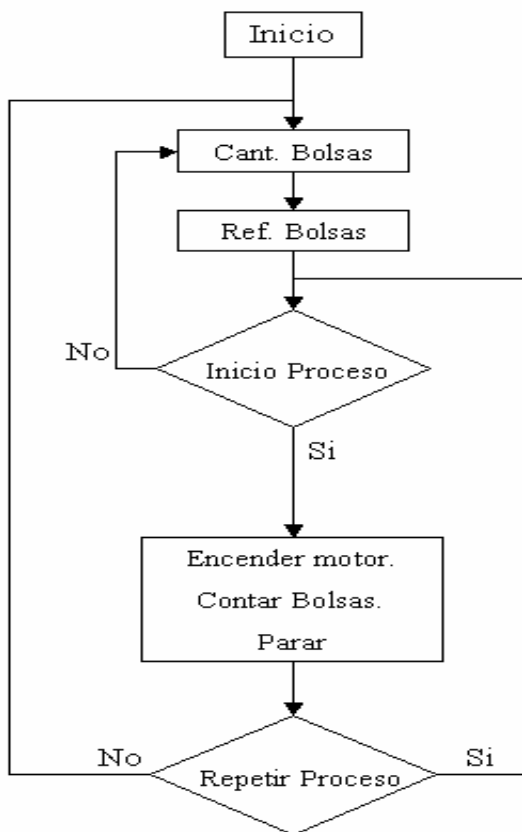 Inicio
Cant. Bolsas
Ref. Bolsas
No
Inicio Proceso
Si
Encender motor.
Contar Bolsas.
Parar
No
Si
Repetir Proceso